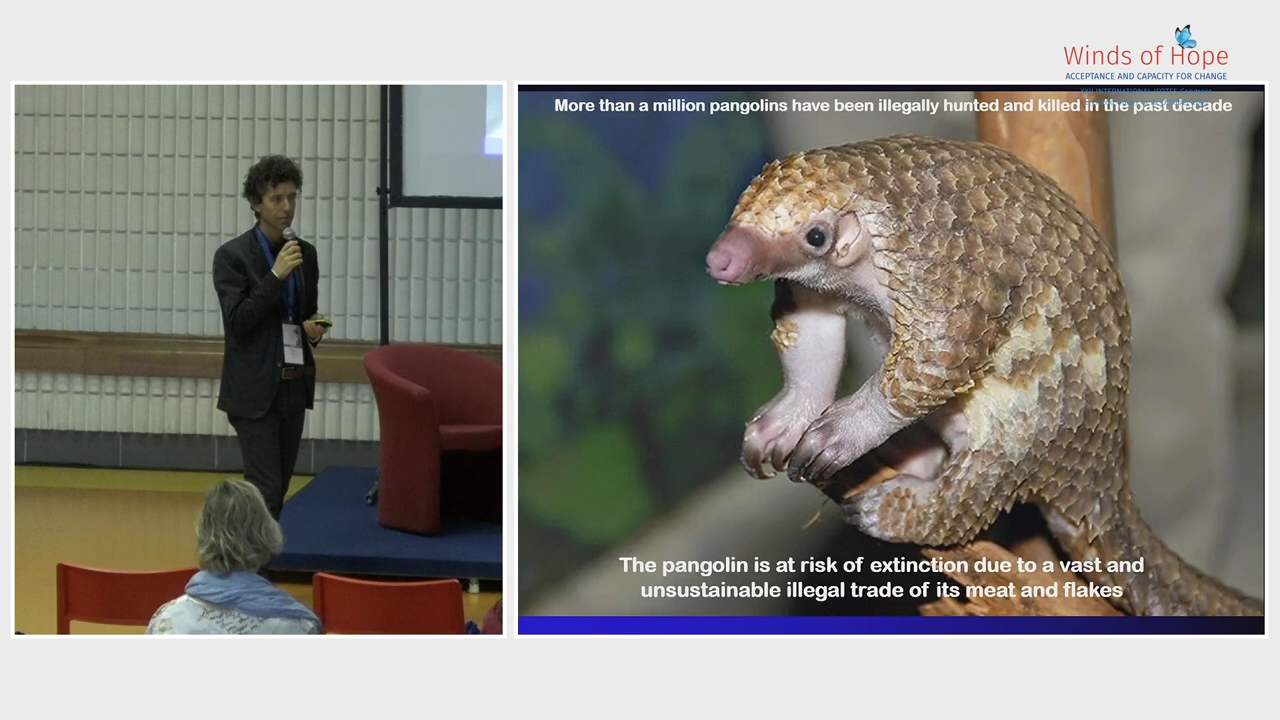 Winds of Hope
ACCEPTANCE AND CAPACITY FOR CHANGE
More than a million pangolins have been illegally hunted and killed in the past decade
The pangolin is at risk of extinction due to a vast and
unsustainable illegal trade of its meat and flakes